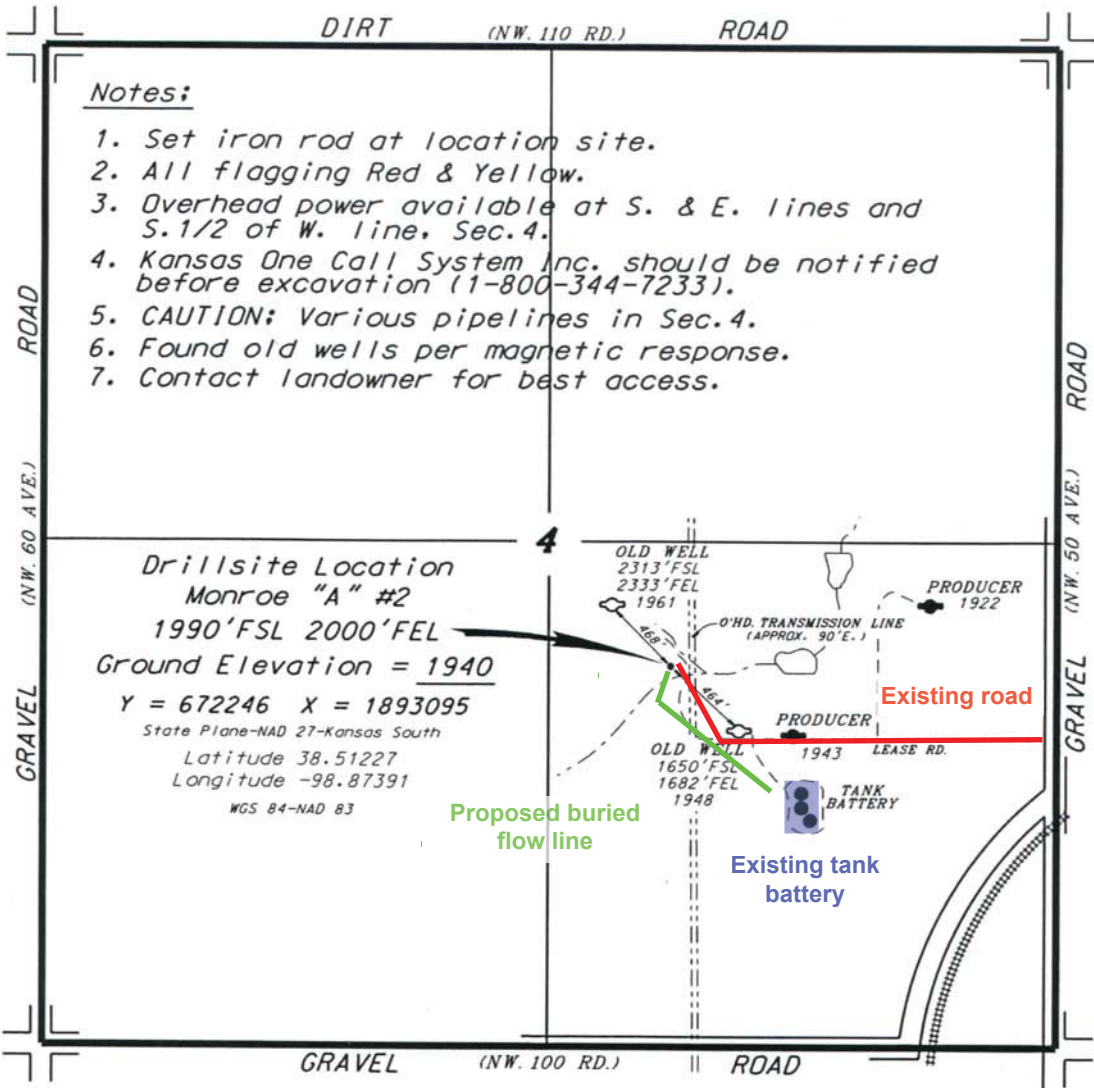 DIRT (NW. 110 RD.) ROAD
Notes:
1. Set iron rod at location site.
2. All flagging Red & Yellow.
3. Overhead power available at S. & E. lines and
S.1/2 of W. line, Sec.4.
4. Kansas One Call System Inc. should be notified
before excavation (1-800-344-7233).
5. CAUTION: Various pipelines in Sec.4.
6. Found old wells per magnetic response.
7. Contact landowner for best access.
ROAD
(NW. 60 AVE.)
GRAVEL
ROAD
(NW. 50 AVE.)
GRAVEL
4
Drillsite Location
Monroe "A" #2
1990'FSL 2000'FEL
Ground Elevation = 1940
Y = 672246 X = 1893095
State Plane-NAD 27-Kansas South
Latitude 38.51227
Longitude -98.87391
WGS 84-NAD 83
OLD WELL
2313'FSL
2333'FEL
1961
O'HD. TRANSMISSION LINE
(APPROX. 90'E.)
PRODUCER
1922
468'
464'
Existing road
PRODUCER
1943
LEASE RD.
OLD WELL
1650'FSL
1682'FEL
1948
TANK
BATTERY
Proposed buried
flow line
Existing tank
battery
GRAVEL (NW. 100 RD.) ROAD